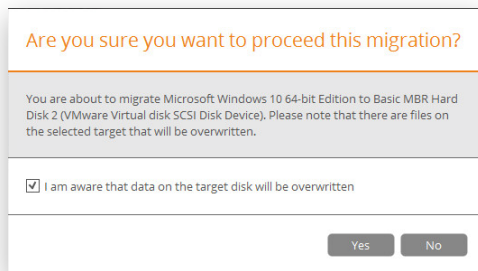 Are you sure you want to proceed this migration?
You are about to migrate Microsoft Windows 10 64-bit Edition to Basic MBR Hard
Disk 2 (VMware Virtual disk SCSI Disk Device). Please note that there are files on
the selected target that will be overwritten.
I am aware that data on the target disk will be overwritten
Yes No